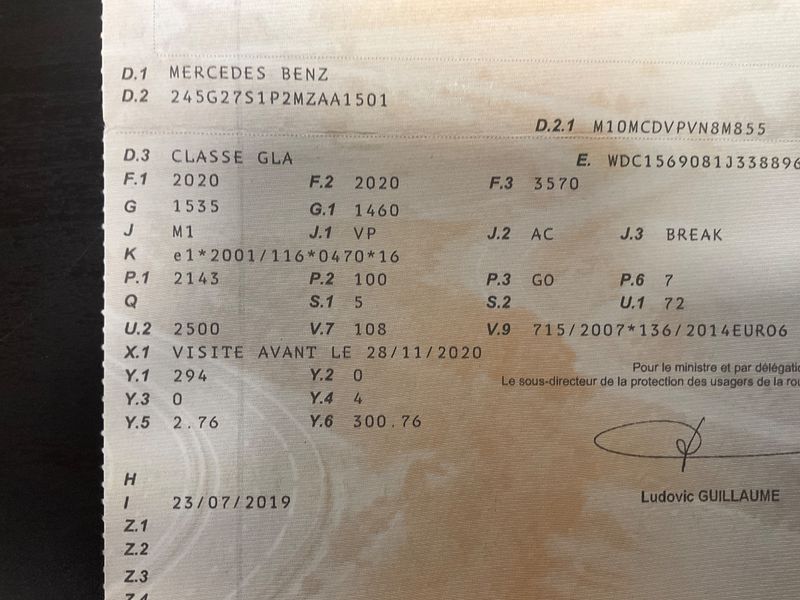 D.1 MERCEDES BENZ
D.2 245G27S1P2MZAA1501
D.2.1 M10MCDVPVN8M855
D.3 CLASSE GLA E. WDC1569081J338896
F.1 2020 F.2 2020 F.3 3570
G 1535 G.1 1460
J M1 J.1 VP J.2 AC J.3 BREAK
K e1*2001/116*0470*16
P.1 2143 P.2 100 P.3 GO P.6 7
Q S.1 5 S.2 U.1 72
U.2 2500 V.7 108 V.9 715/2007*136/2014EURO6
X.1 VISITE AVANT LE 28/11/2020
Y.1 294 Y.2 0
Pour le ministre et par délégation
Le sous-directeur de la protection des usagers de la rou
Y.3 0 Y.4 4
Y.5 2.76 Y.6 300.76
H
I 23/07/2019
Ludovic GUILLAUME
Z.1
Z.2
Z.3
Z.4